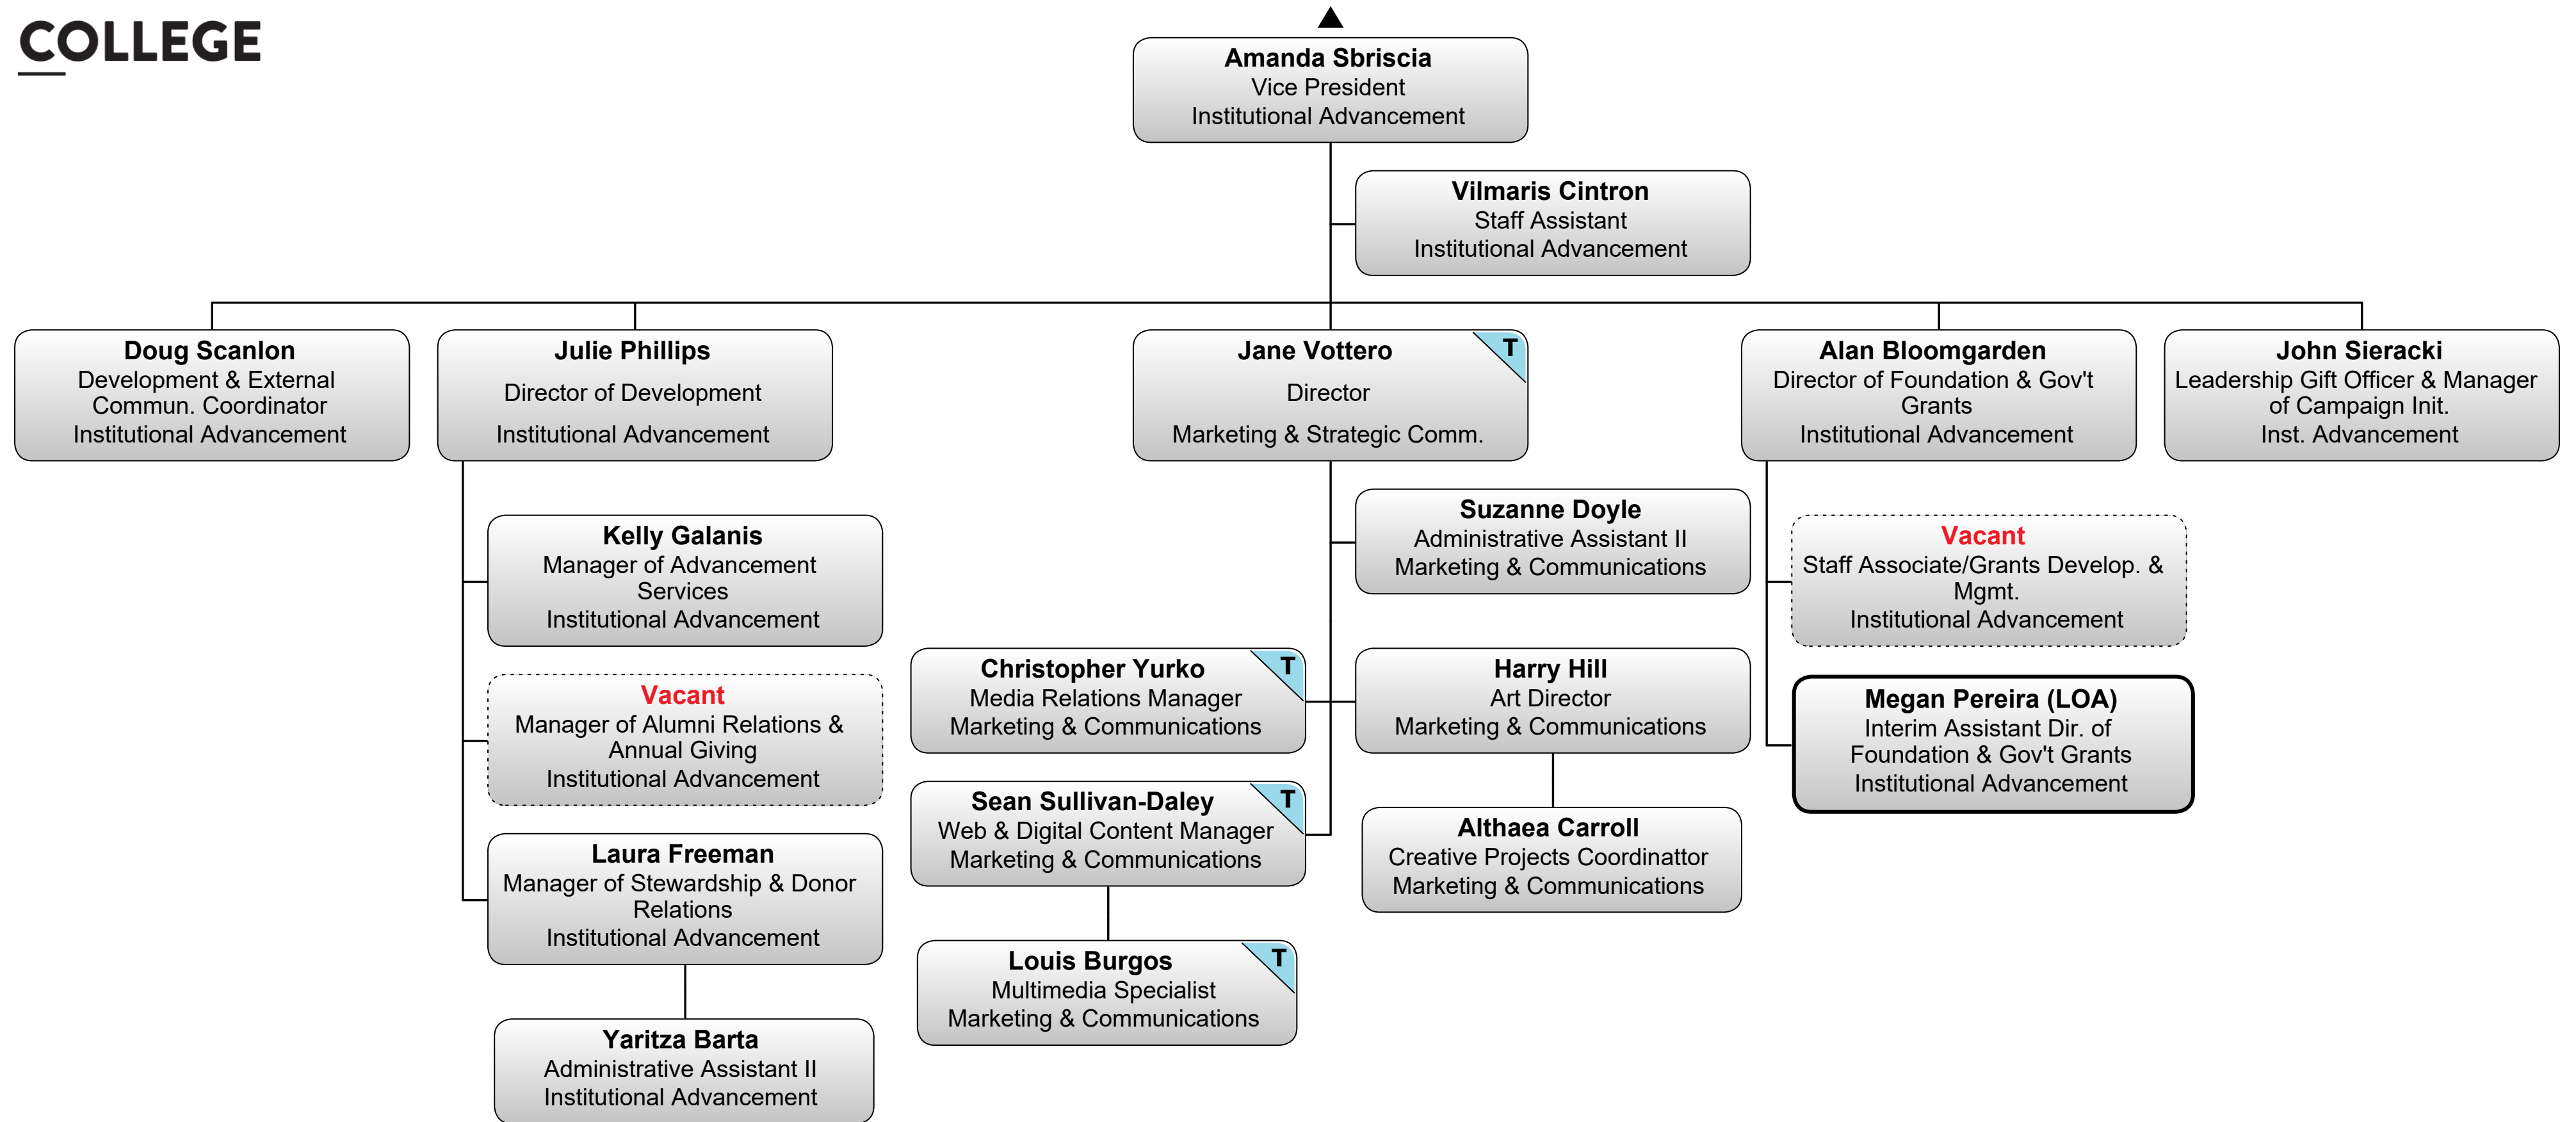 COLLEGE
Amanda Sbriscia
Vice President
Institutional Advancement
Vilmaris Cintron
Staff Assistant
Institutional Advancement
Doug Scanlon
Development & External
Commun. Coordinator
Institutional Advancement
Julie Phillips
Director of Development
Institutional Advancement
Jane Vottero
T
Director
Marketing & Strategic Comm.
Alan Bloomgarden
Director of Foundation & Gov't
Grants
Institutional Advancement
John Sieracki
Leadership Gift Officer & Manager
of Campaign Init.
Inst. Advancement
Kelly Galanis
Manager of Advancement
Services
Institutional Advancement
Vacant
Manager of Alumni Relations &
Annual Giving
Institutional Advancement
Laura Freeman
Manager of Stewardship & Donor
Relations
Institutional Advancement
Yaritza Barta
Administrative Assistant II
Institutional Advancement
Suzanne Doyle
Administrative Assistant II
Marketing & Communications
Christopher Yurko
T
Media Relations Manager
Marketing & Communications
Harry Hill
Art Director
Marketing & Communications
Sean Sullivan-Daley
T
Web & Digital Content Manager
Marketing & Communications
Althaea Carroll
Creative Projects Coordinattor
Marketing & Communications
Louis Burgos
T
Multimedia Specialist
Marketing & Communications
Vacant
Staff Associate/Grants Develop. &
Mgmt.
Institutional Advancement
Megan Pereira (LOA)
Interim Assistant Dir. of
Foundation & Gov't Grants
Institutional Advancement